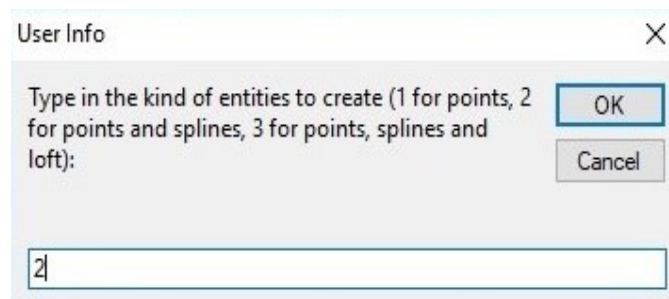 User Info
Type in the kind of entities to create (1 for points, 2
for points and splines, 3 for points, splines and
loft):
OK
Cancel
2